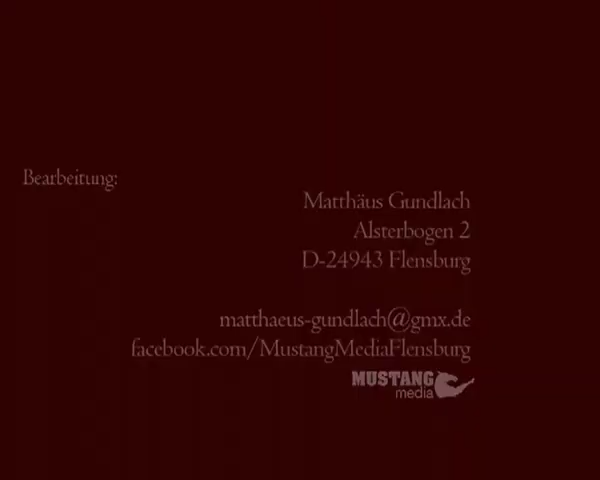 Bearbeitung:
Matthäus Gundlach
Alsterbogen 2
D-24943 Flensburg
matthaeus-gundlach@gmx.de
facebook.com/MustangMediaFlensburg
MUSTANG
media